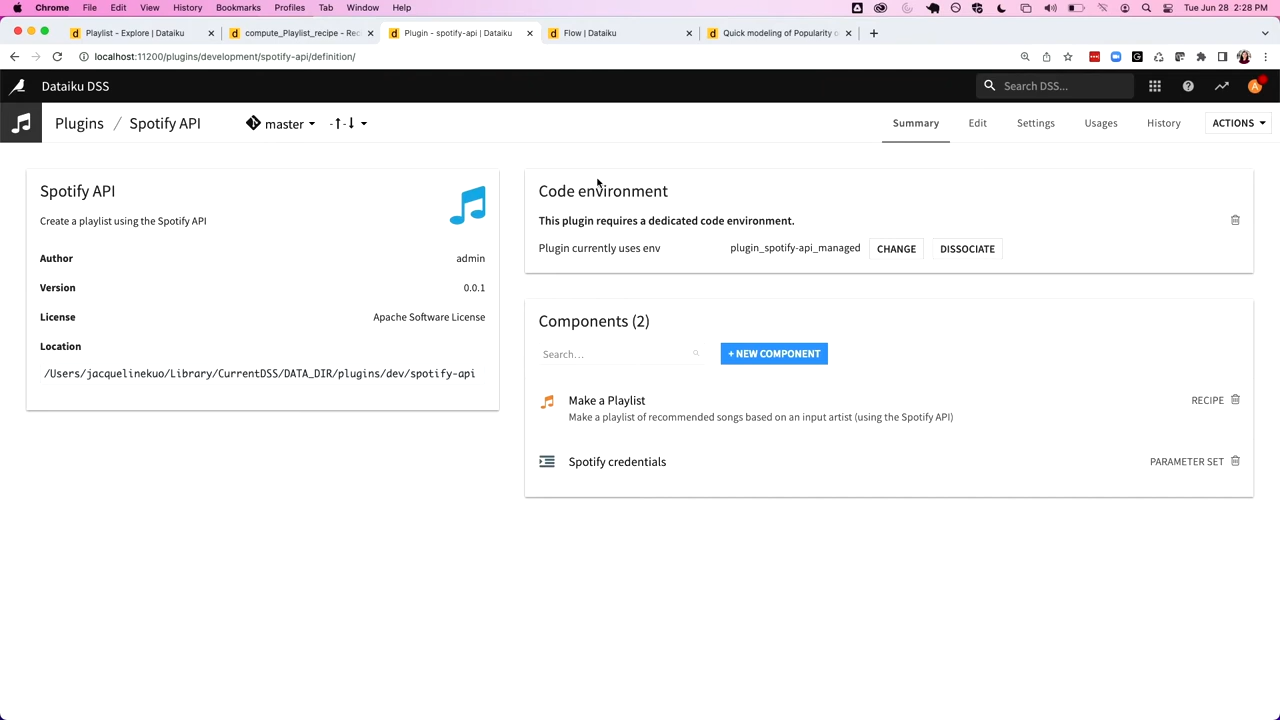 Chrome File Edit View History Bookmarks Profiles Tab Window Help Tue Jun 28 2:28 PM
Playlist - Explore | Dataiku compute_Playlist_recipe - Rec Plugin - spotify-api | Dataiku Flow | Dataiku Quick modeling of Popularity o
localhost:11200/plugins/development/spotify-api/definition/
Dataiku DSS Search DSS... A
Plugins / Spotify API master Summary Edit Settings Usages History ACTIONS
Spotify API
Create a playlist using the Spotify API
Author admin
Version 0.0.1
License Apache Software License
Location
/Users/jacquelinekuo/Library/CurrentDSS/DATA_DIR/plugins/dev/spotify-api
Code environment
This plugin requires a dedicated code environment.
Plugin currently uses env plugin_spotify-api_managed CHANGE DISSOCIATE
Components (2)
Search… + NEW COMPONENT
Make a Playlist RECIPE
Make a playlist of recommended songs based on an input artist (using the Spotify API)
Spotify credentials PARAMETER SET